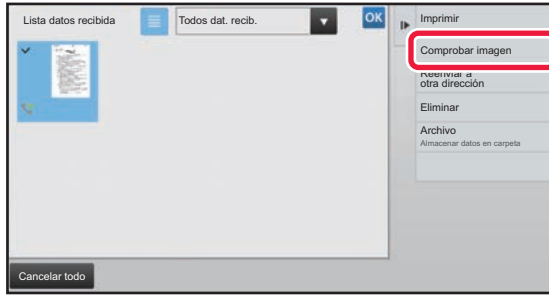 Lista datos recibida
Todos dat. recib.
OK
Imprimir
Comprobar imagen
Reenviar a
otra dirección
Eliminar
Archivo
Almacenar datos en carpeta
Cancelar todo